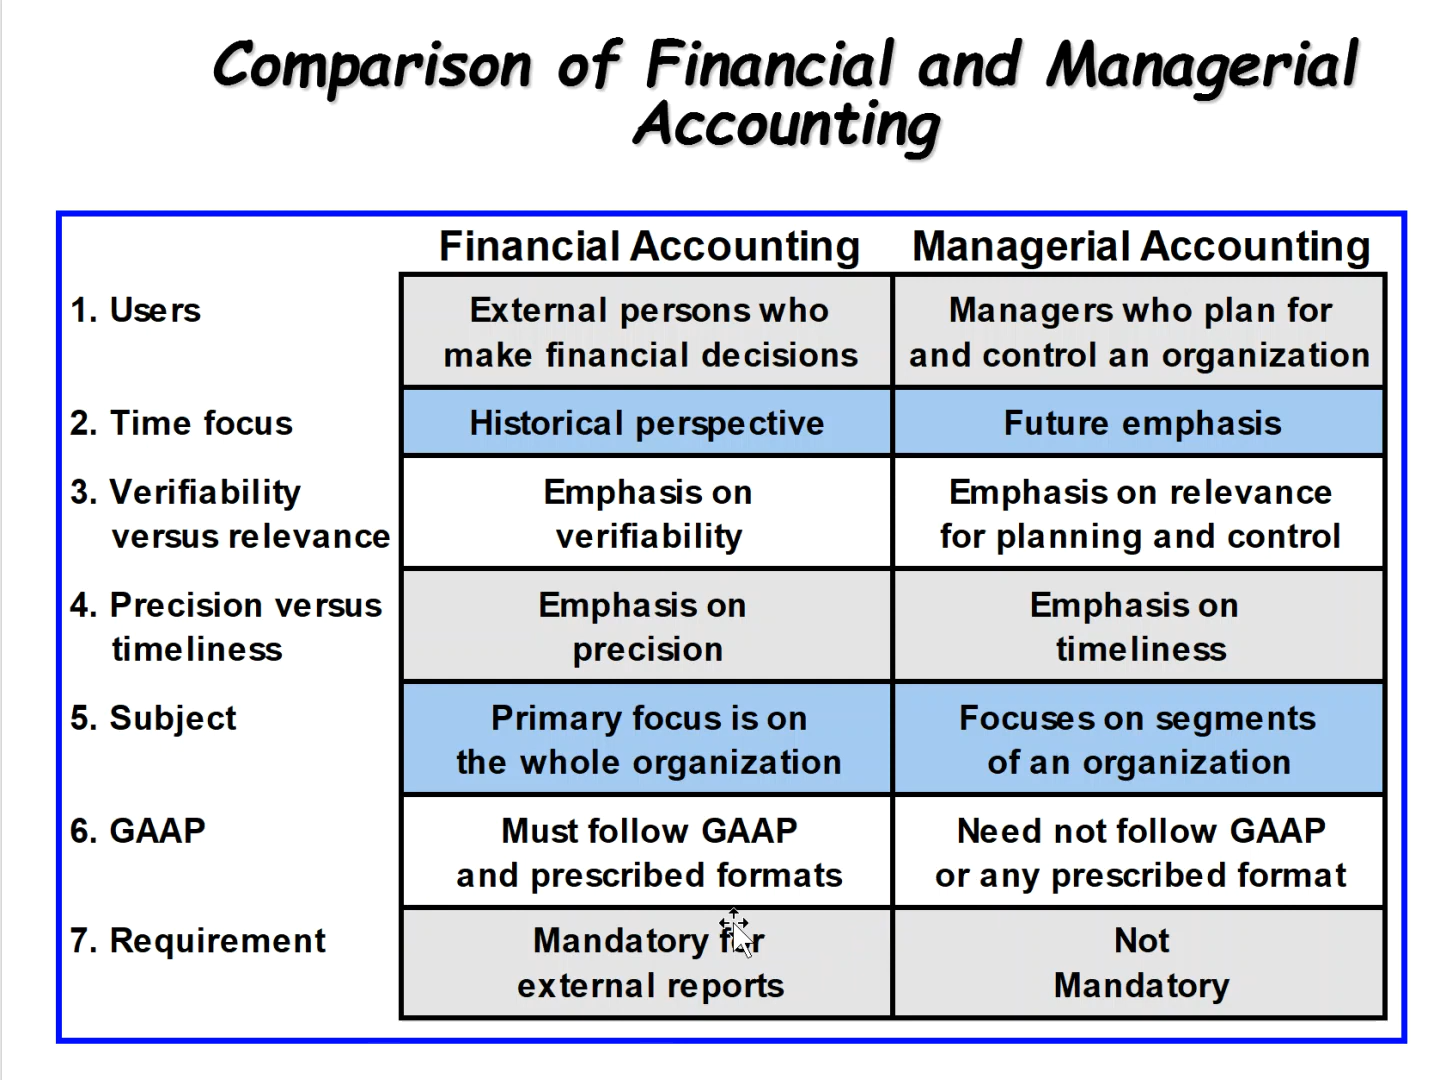 Comparison of Financial and Managerial
Accounting
Financial Accounting Managerial Accounting
1. Users
External persons who
make financial decisions
Managers who plan for
and control an organization
2. Time focus
Historical perspective
Future emphasis
3. Verifiability
versus relevance
Emphasis on
verifiability
Emphasis on relevance
for planning and control
4. Precision versus
timeliness
Emphasis on
precision
Emphasis on
timeliness
5. Subject
Primary focus is on
the whole organization
Focuses on segments
of an organization
6. GAAP
Must follow GAAP
and prescribed formats
Need not follow GAAP
or any prescribed format
7. Requirement
Mandatory for
external reports
Not
Mandatory